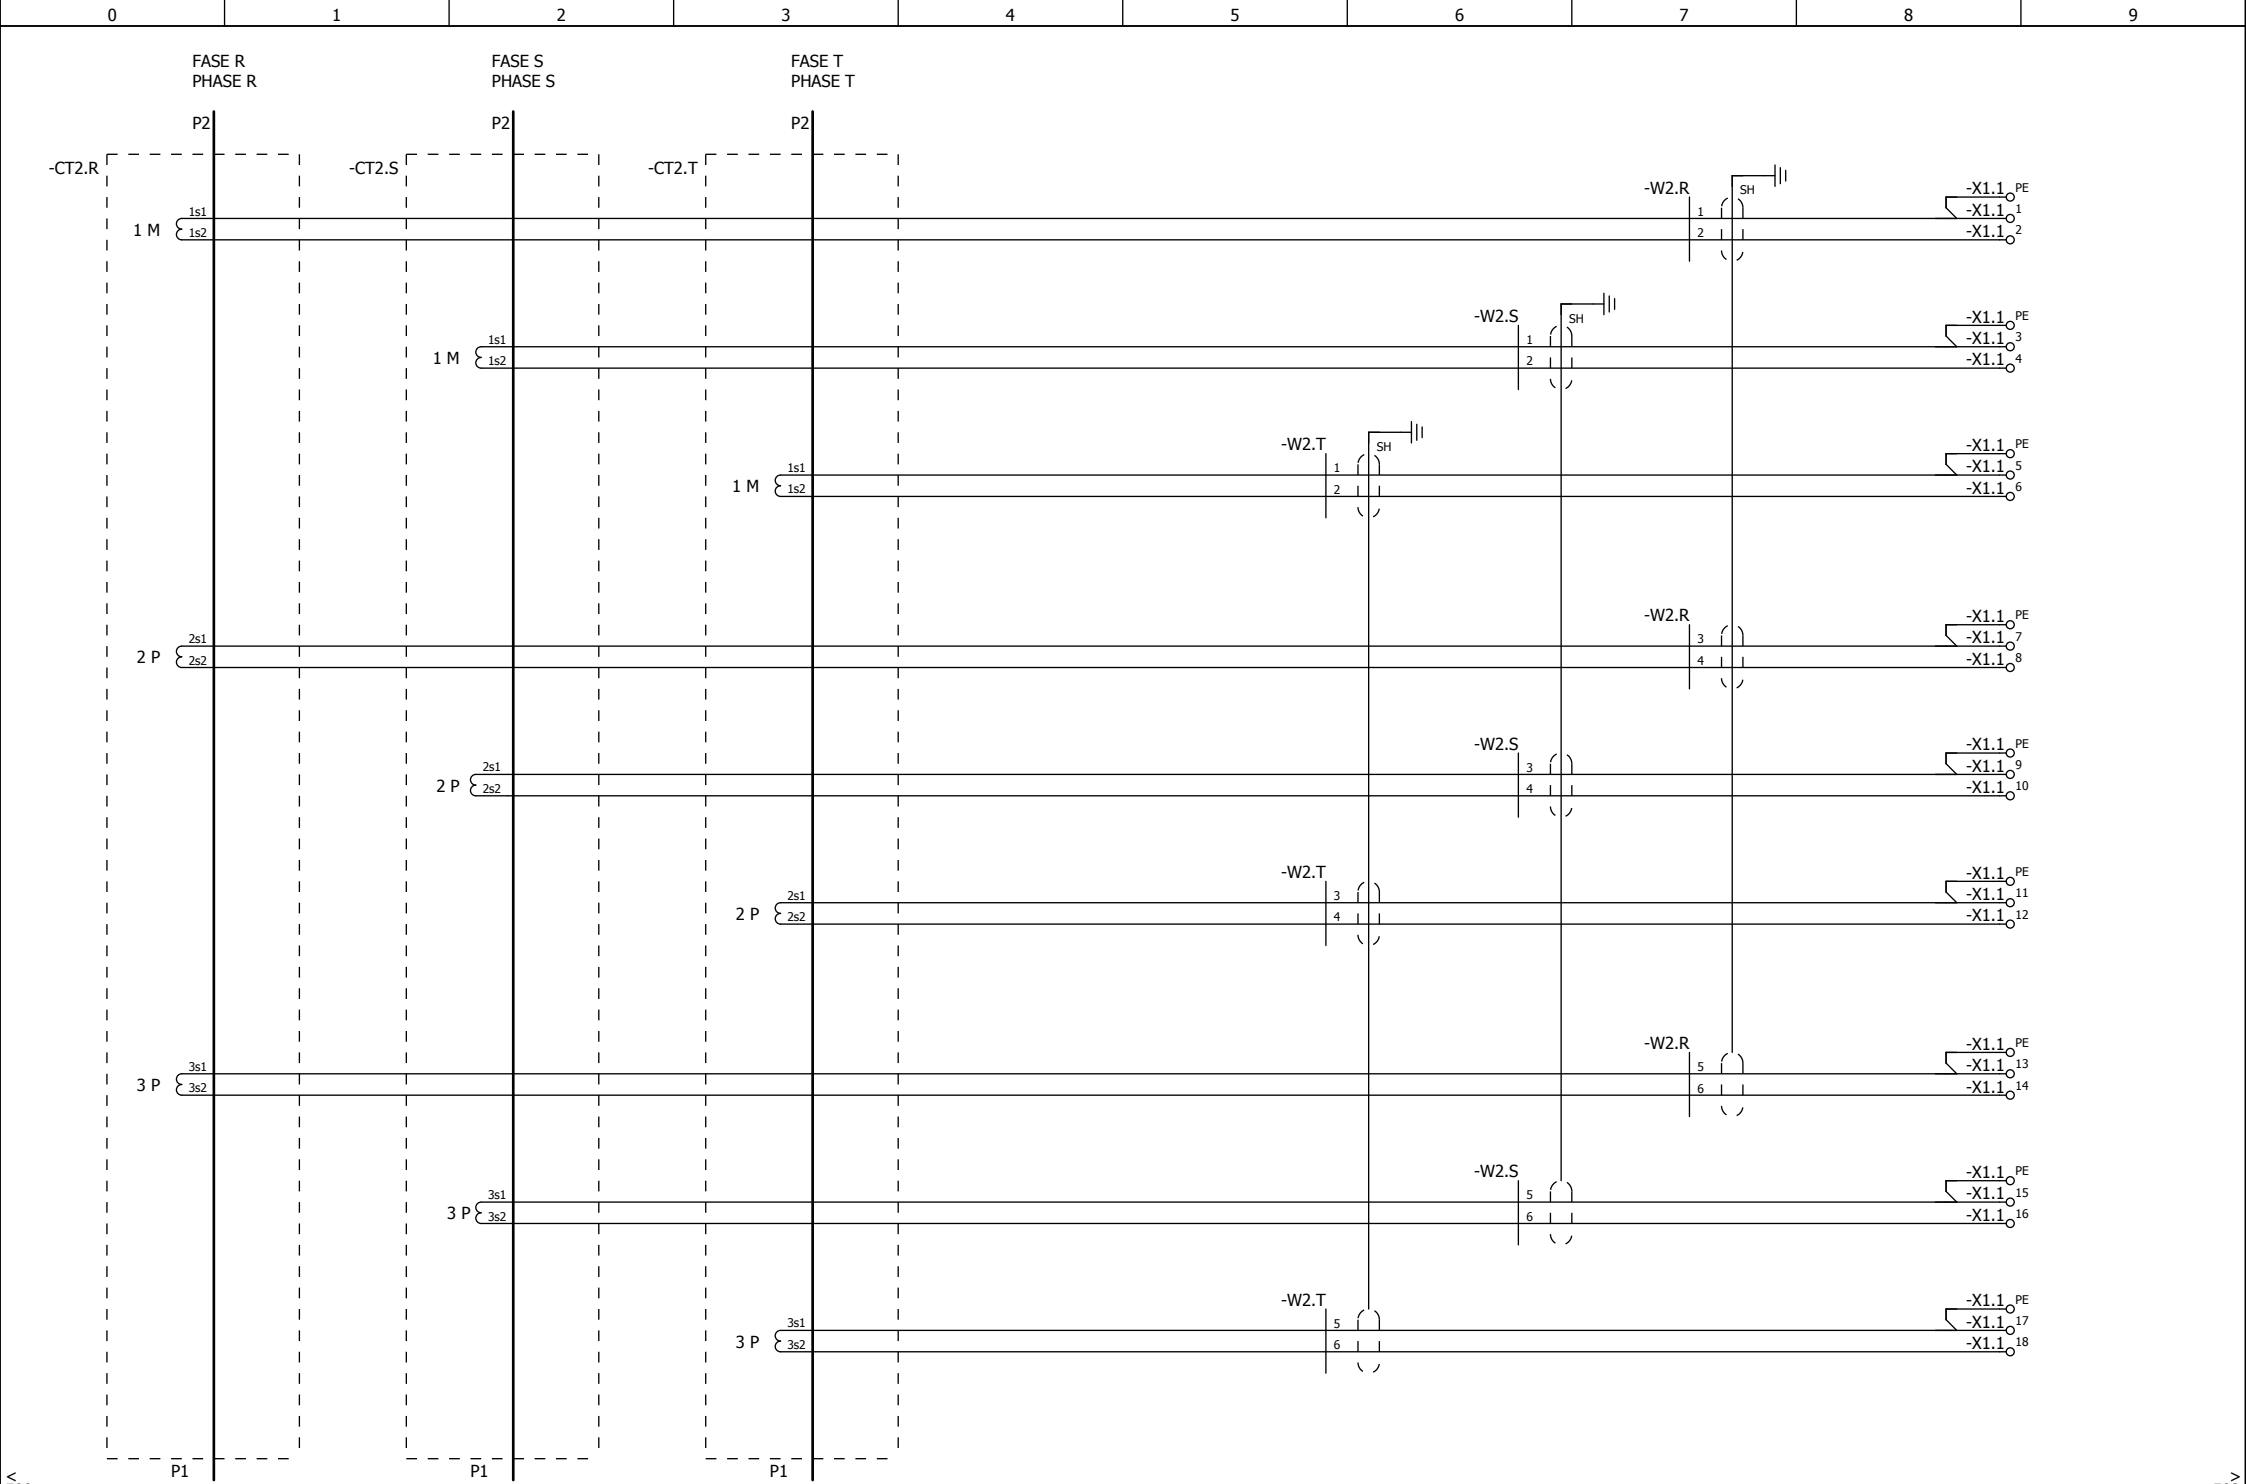 0 1 2 3 4 5 6 7 8 9
FASE R FASE S FASE T
PHASE R PHASE S PHASE T
P2 P2 P2
-CT2.R -CT2.S -CT2.T
-W2.R SH -X1.1 PE
1 M 1s1 1 -X1.1 1
1s2 2 -X1.1 2
-W2.S SH -X1.1 PE
1 M 1s1 1 -X1.1 3
1s2 2 -X1.1 4
-W2.T SH -X1.1 PE
1 M 1s1 1 -X1.1 5
1s2 2 -X1.1 6
-W2.R -X1.1 PE
2 P 2s1 3 -X1.1 7
2s2 4 -X1.1 8
-W2.S -X1.1 PE
2 P 2s1 3 -X1.1 9
2s2 4 -X1.1 10
-W2.T -X1.1 PE
2 P 2s1 3 -X1.1 11
2s2 4 -X1.1 12
-W2.R -X1.1 PE
3 P 3s1 5 -X1.1 13
3s2 6 -X1.1 14
-W2.S -X1.1 PE
3 P 3s1 5 -X1.1 15
3s2 6 -X1.1 16
-W2.T -X1.1 PE
3 P 3s1 5 -X1.1 17
3s2 6 -X1.1 18
P1 P1 P1
< >